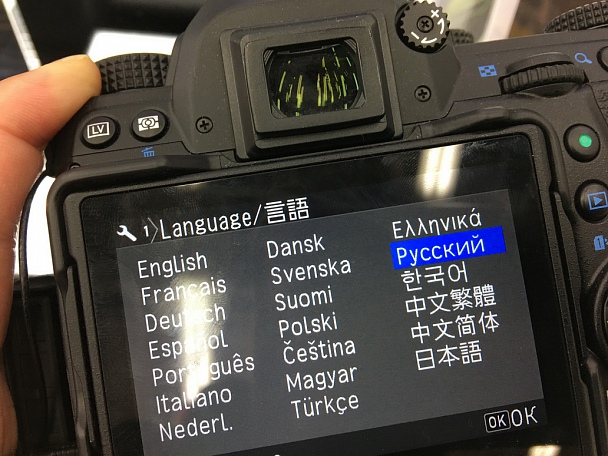 LV
1 Language/言語
English
Français
Deutsch
Español
Português
Italiano
Nederl.
Dansk
Svenska
Suomi
Polski
Čeština
Magyar
Türkçe
Ελληνικά
Русский
한국어
中文繁體
中文简体
日本語
OK OK